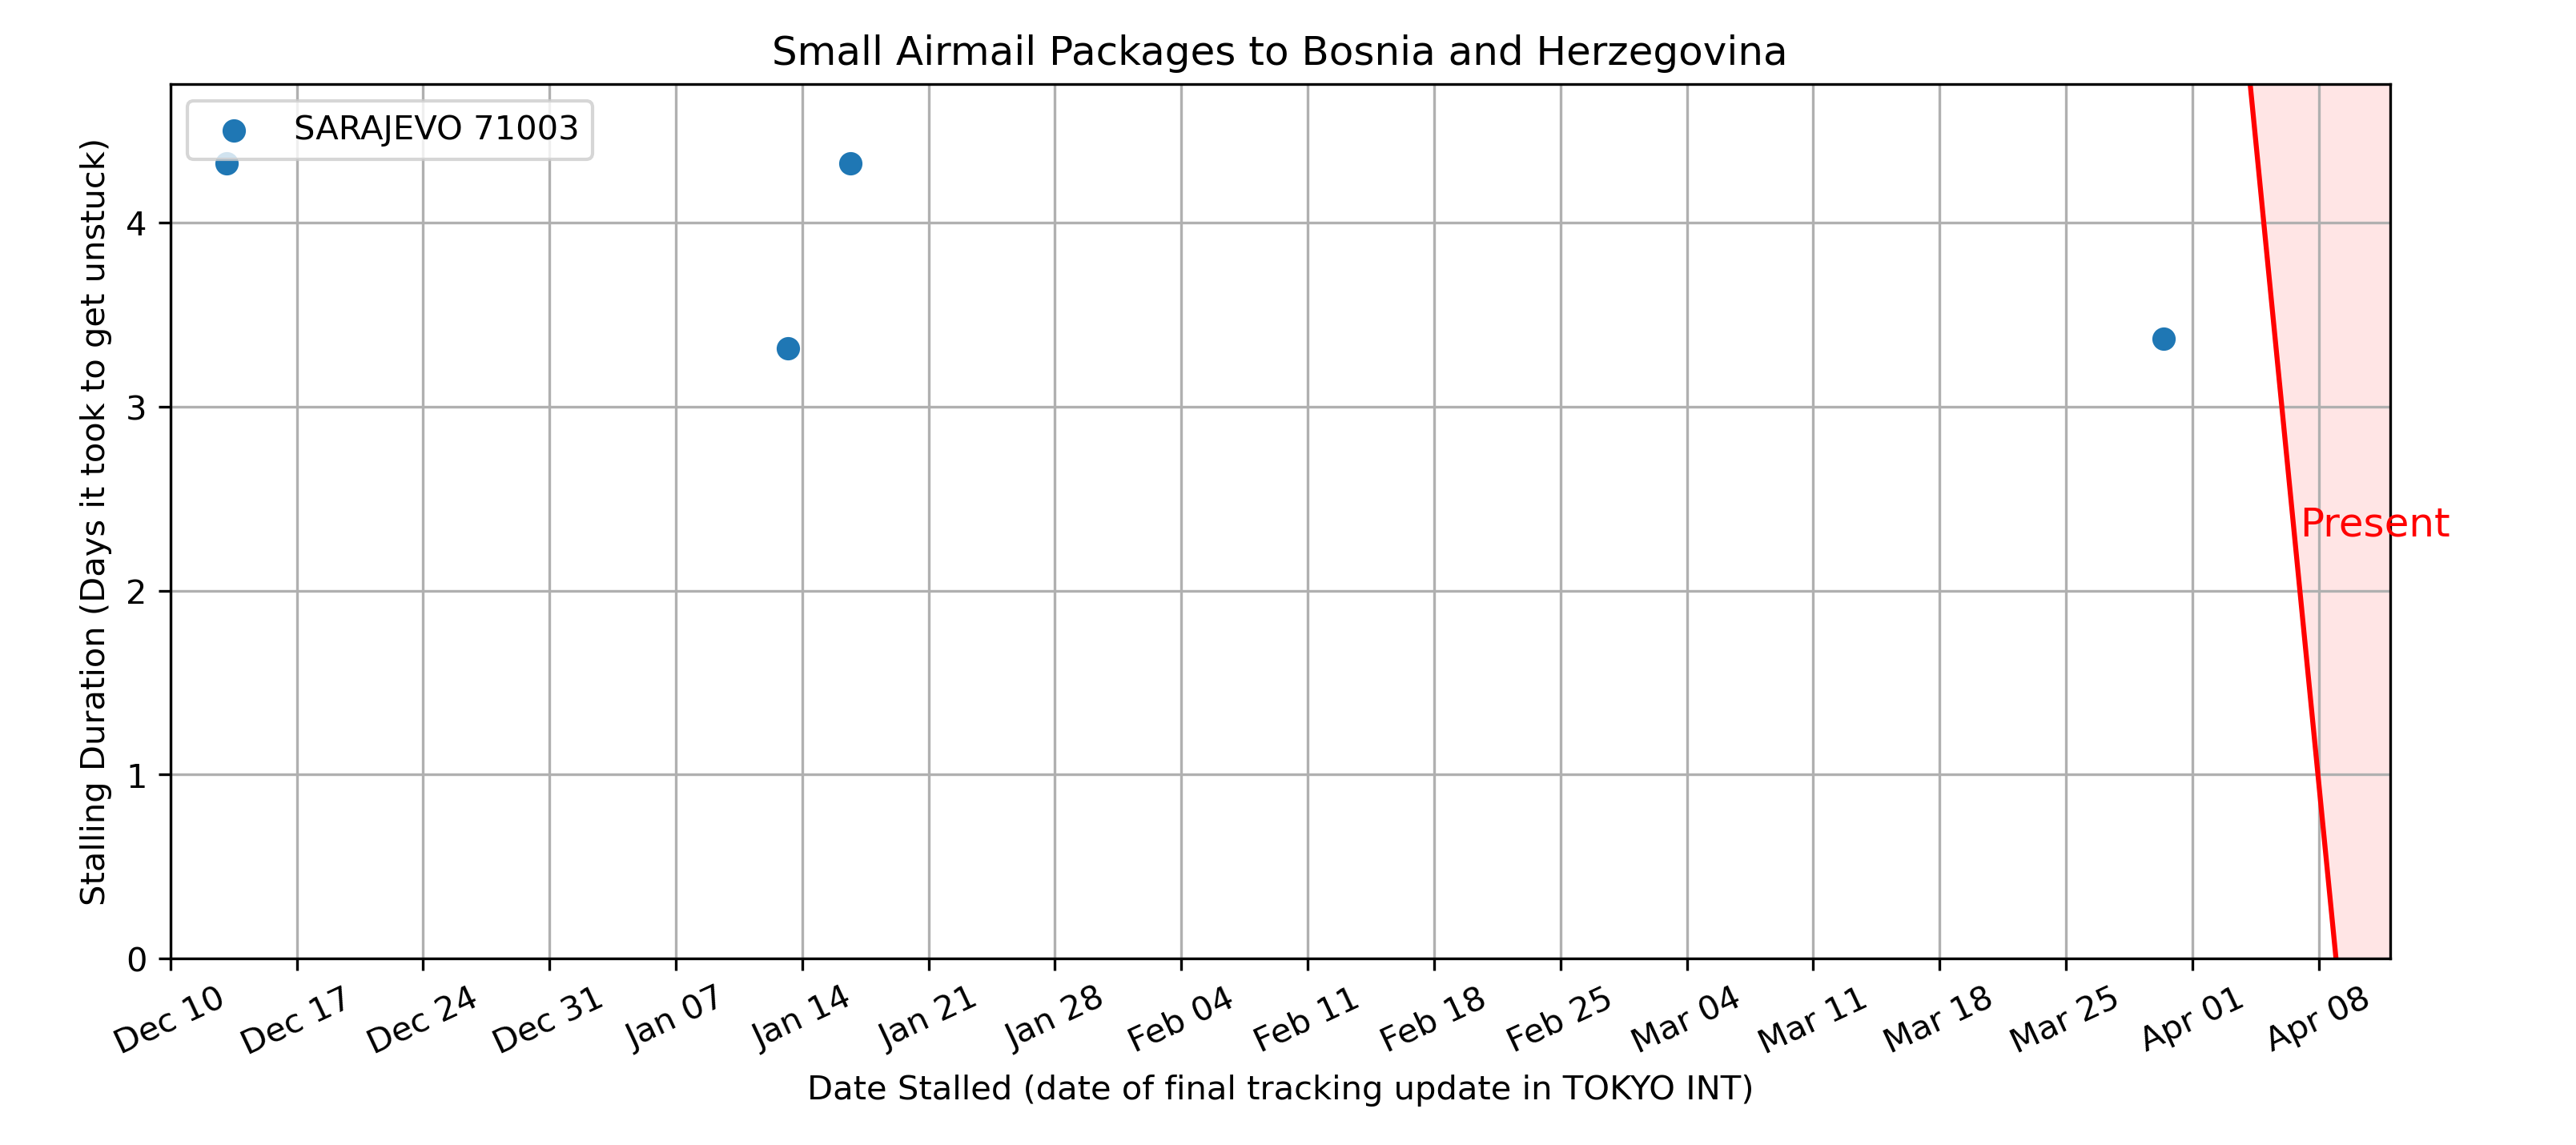 Small Airmail Packages to Bosnia and Herzegovina
SARAJEVO 71003
Stalling Duration (Days it took to get unstuck)
4
3
2
1
0
Present
Dec 10 Dec 17 Dec 24 Dec 31 Jan 07 Jan 14 Jan 21 Jan 28 Feb 04 Feb 11 Feb 18 Feb 25 Mar 04 Mar 11 Mar 18 Mar 25 Apr 01 Apr 08
Date Stalled (date of final tracking update in TOKYO INT)